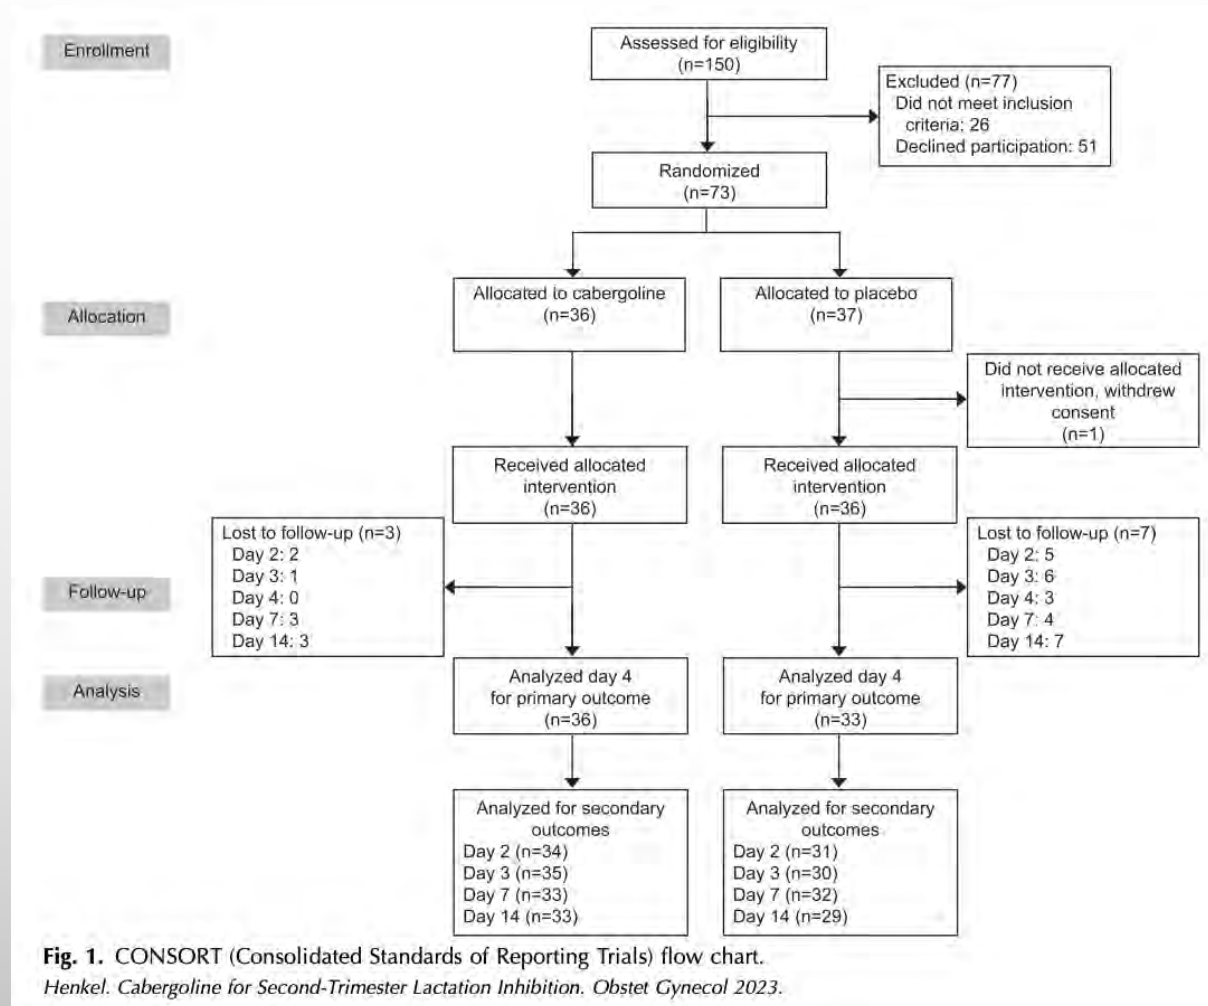 Enrollment
Assessed for eligibility
(n=150)
Excluded (n=77)
Did not meet inclusion
criteria: 26
Declined participation: 51
Randomized
(n=73)
Allocation
Allocated to cabergoline
(n=36)
Allocated to placebo
(n=37)
Did not receive allocated
intervention, withdrew
consent
(n=1)
Received allocated
intervention
(n=36)
Received allocated
intervention
(n=36)
Follow-up
Lost to follow-up (n=3)
Day 2: 2
Day 3: 1
Day 4: 0
Day 7: 3
Day 14: 3
Lost to follow-up (n=7)
Day 2: 5
Day 3: 6
Day 4: 3
Day 7: 4
Day 14: 7
Analysis
Analyzed day 4
for primary outcome
(n=36)
Analyzed day 4
for primary outcome
(n=33)
Analyzed for secondary
outcomes
Day 2 (n=34)
Day 3 (n=35)
Day 7 (n=33)
Day 14 (n=33)
Analyzed for secondary
outcomes
Day 2 (n=31)
Day 3 (n=30)
Day 7 (n=32)
Day 14 (n=29)
Fig. 1. CONSORT (Consolidated Standards of Reporting Trials) flow chart.
Henkel. Cabergoline for Second-Trimester Lactation Inhibition. Obstet Gynecol 2023.